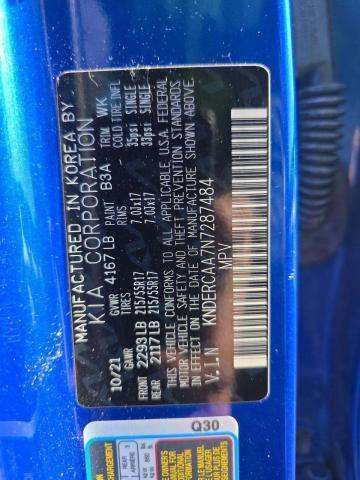 MANUFACTURED IN KOREA BY
KIA CORPORATION
10/21 GVWR 4167 LB PAINT B3A TRIM WK
GAWR TIRES RIMS COLD TIRE INFL.
FRONT 2293 LB 215/55R17 7.0JX17 35psi SINGLE
REAR 2117 LB 215/55R17 7.0JX17 33psi SINGLE
THIS VEHICLE CONFORMS TO ALL APPLICABLE U.S.A. FEDERAL
MOTOR VEHICLE SAFETY AND THEFT PREVENTION STANDARDS
IN EFFECT ON THE DATE OF MANUFACTURE SHOWN ABOVE.
V.I.N KNDERCAA7N7287484
MPV
Q30
REAR
ARRIÈRE